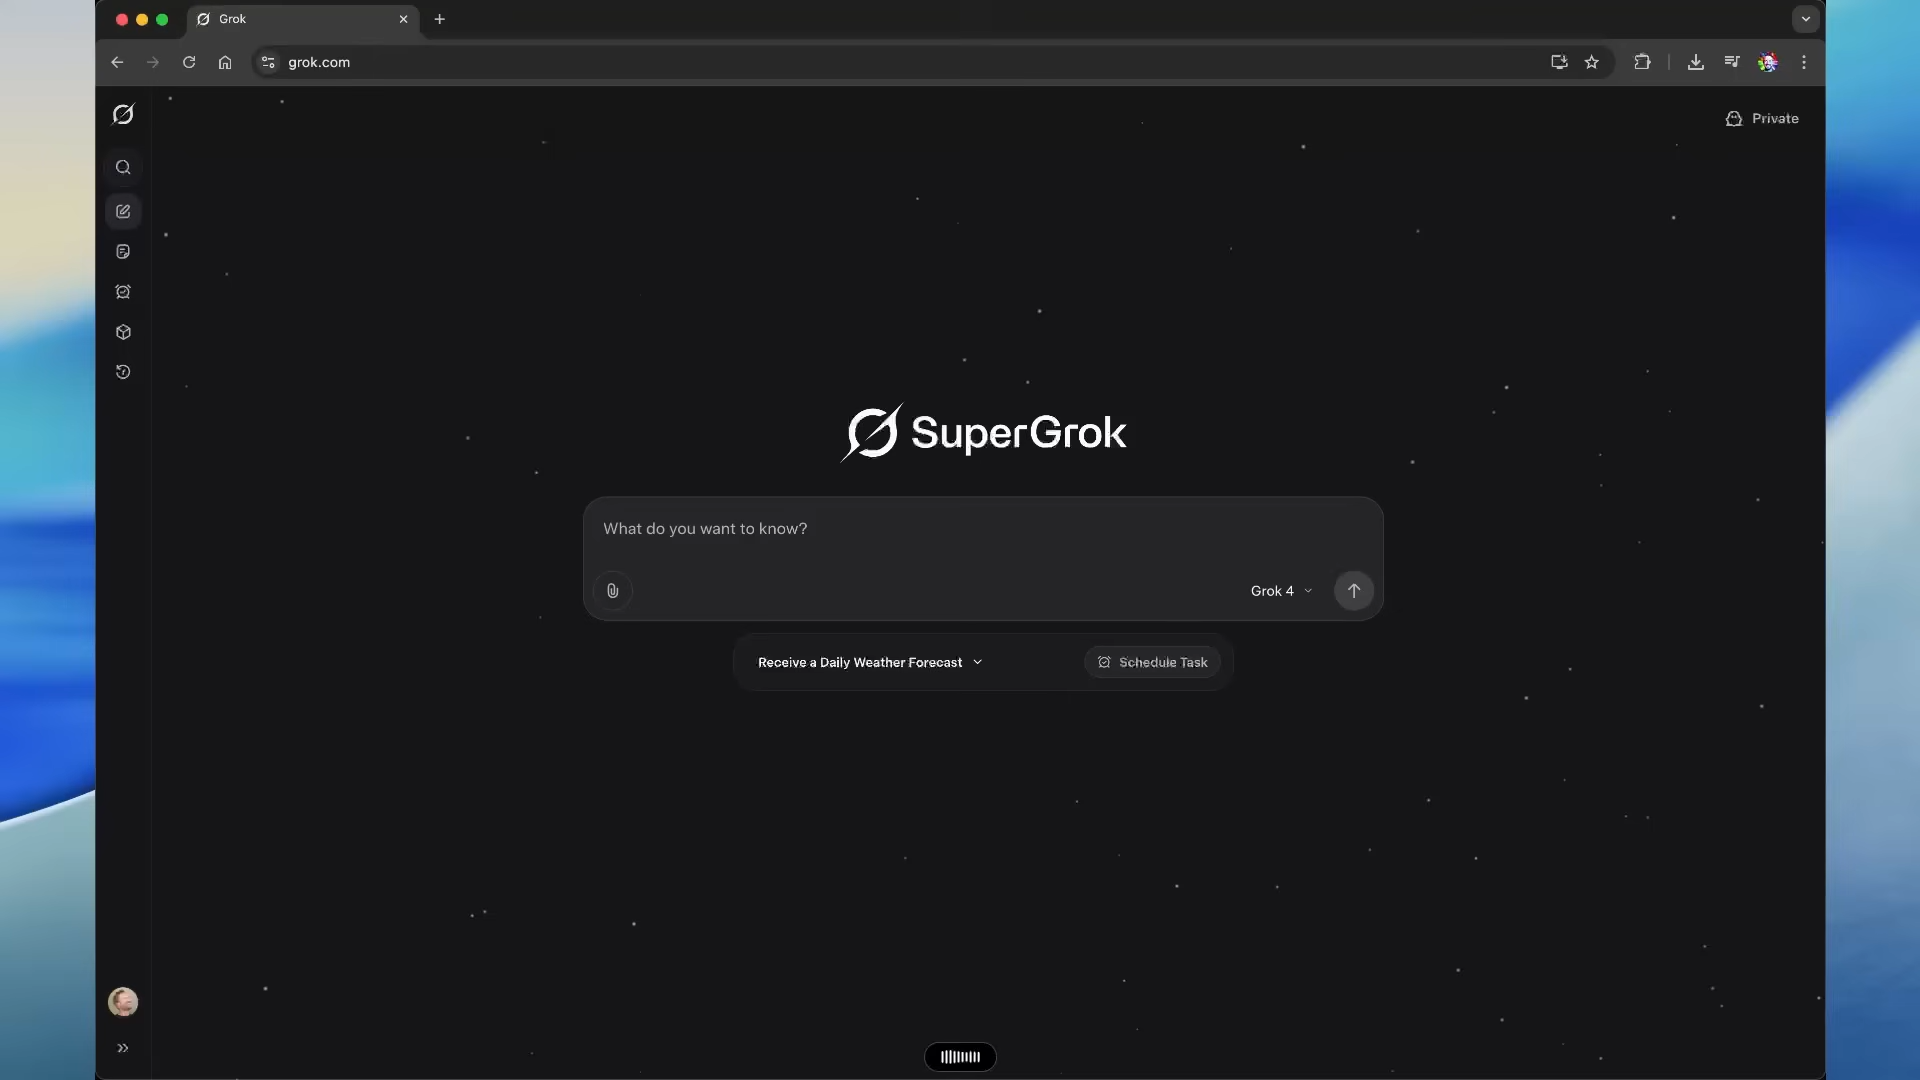 Grok
grok.com
Private
SuperGrok
What do you want to know?
Grok 4
Receive a Daily Weather Forecast
Schedule Task